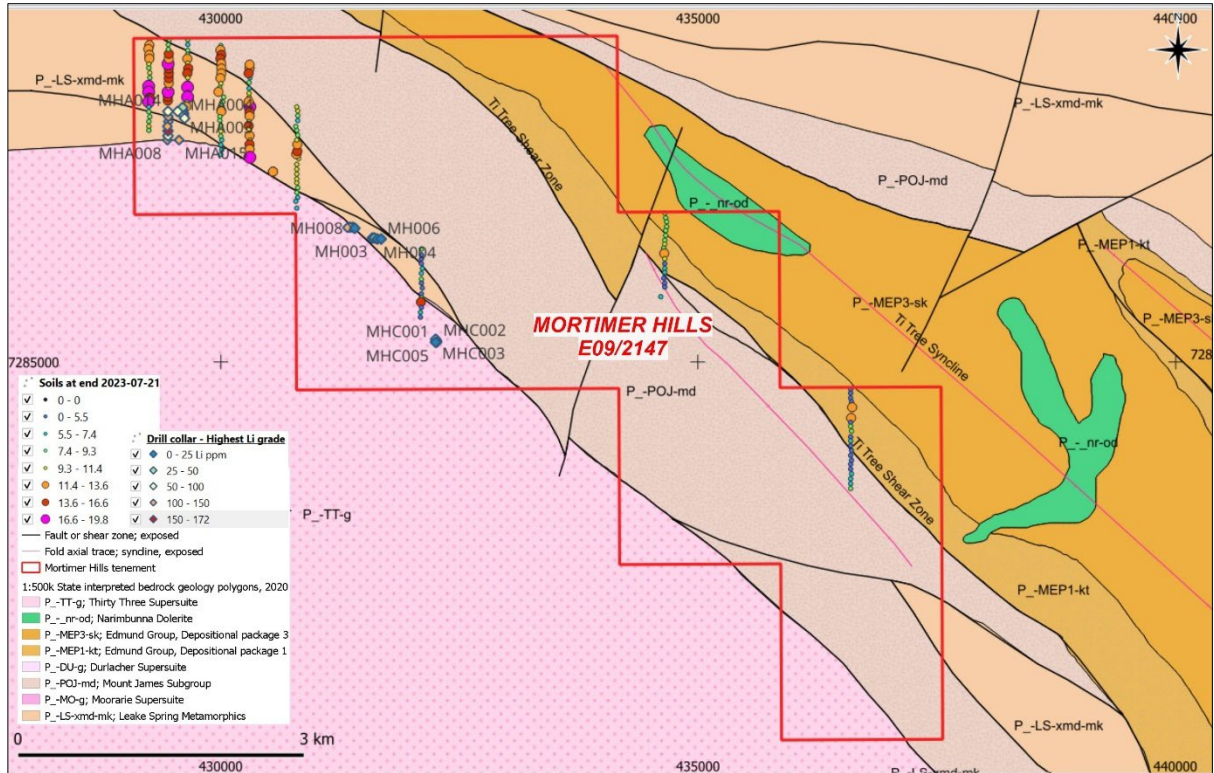 430000
435000
440000
P_-LS-xmd-mk
P_-LS-xmd-mk
MHA004
MHA008
MHA015
Ti Tree Shear Zone
P_-POJ-md
P_-_nr-od
P_-MEP1-kt
MH008
MH006
MH003
MH004
P_-MEP3-sk
P_-MEP3-s
MORTIMER HILLS
E09/2147
Ti Tree Syncline
MHC001
MHC002
MHC005
MHC003
7285000
728
P_-POJ-md
P_-_nr-od
Ti Tree Shear Zone
Soils at end 2023-07-21
0 - 0
0 - 5.5
5.5 - 7.4
7.4 - 9.3
9.3 - 11.4
11.4 - 13.6
13.6 - 16.6
16.6 - 19.8
Drill collar - Highest Li grade
0 - 25 Li ppm
25 - 50
50 - 100
100 - 150
150 - 172
P_-TT-g
Fault or shear zone; exposed
Fold axial trace; syncline, exposed
Mortimer Hills tenement
1:500k State interpreted bedrock geology polygons, 2020
P_-TT-g; Thirty Three Supersuite
P_-_nr-od; Narimbunna Dolerite
P_-MEP3-sk; Edmund Group, Depositional package 3
P_-MEP1-kt; Edmund Group, Depositional package 1
P_-DU-g; Durlacher Supersuite
P_-POJ-md; Mount James Subgroup
P_-MO-g; Moorarie Supersuite
P_-LS-xmd-mk; Leake Spring Metamorphics
P_-MEP1-kt
P_-LS-xmd-mk
0
3 km
430000
435000
440000